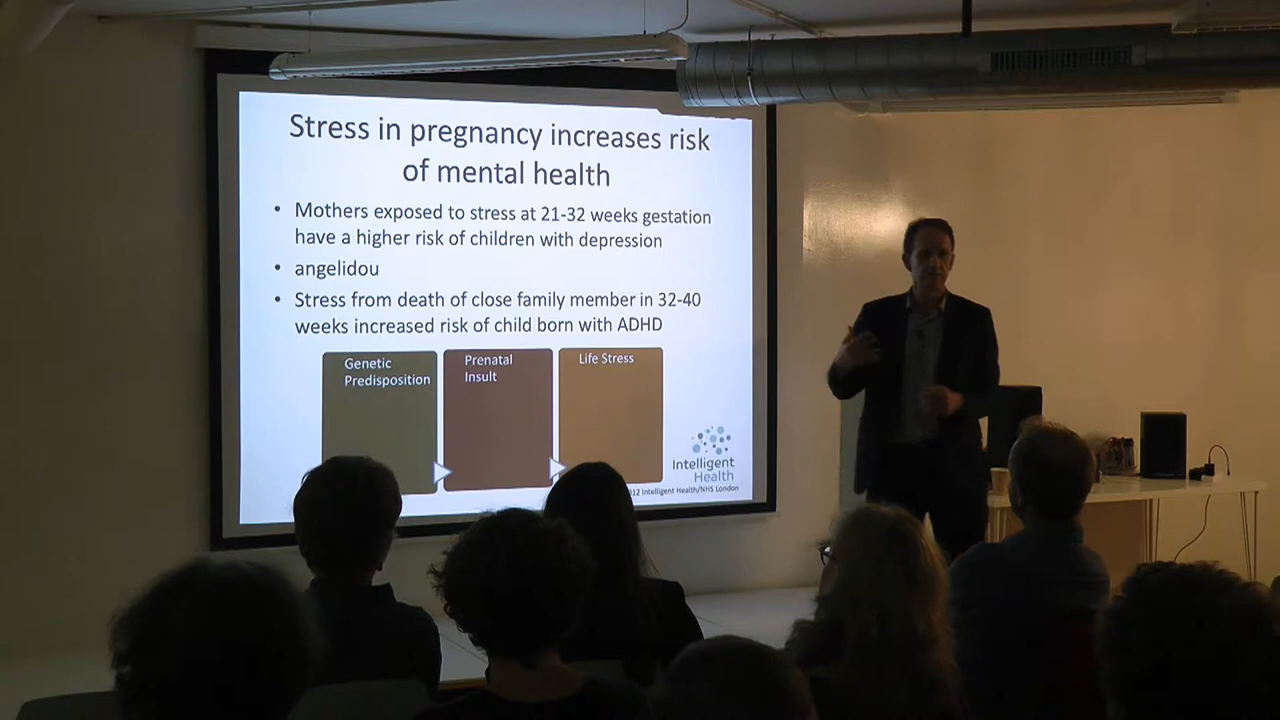 Stress in pregnancy increases risk
of mental health
• Mothers exposed to stress at 21-32 weeks gestation
have a higher risk of children with depression
• angelidou
• Stress from death of close family member in 32-40
weeks increased risk of child born with ADHD
Genetic
Predisposition
Prenatal
Insult
Life Stress
Intelligent
Health
12 Intelligent Health/NHS London